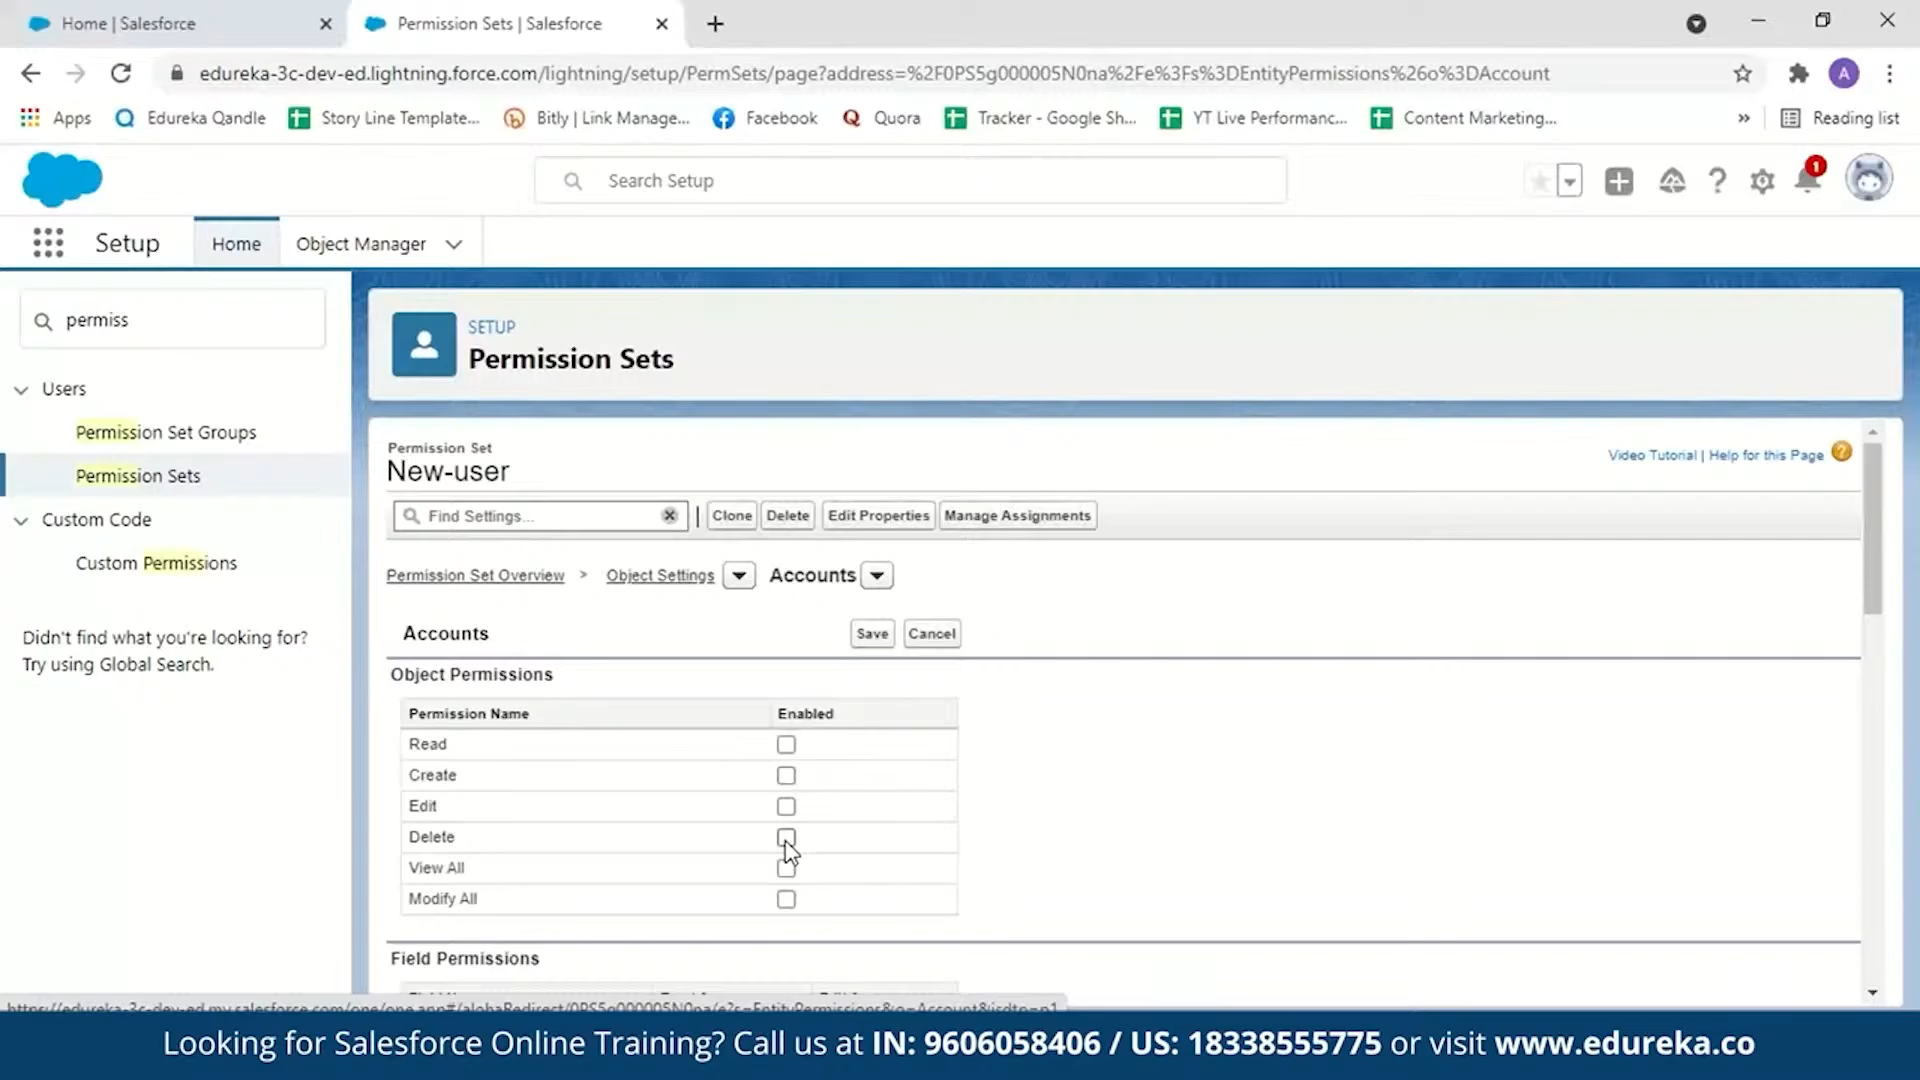 Home | Salesforce
Permission Sets | Salesforce
edureka-3c-dev-ed.lightning.force.com/lightning/setup/PermSets/page?address=%2F0PS5g000005N0na%2Fe%3Fs%3DEntityPermissions%26o%3DAccount
A
Apps
Edureka Qandle
Story Line Template...
Bitly | Link Manage...
Facebook
Quora
Tracker - Google Sh...
YT Live Performanc...
Content Marketing...
»
Reading list
Search Setup
1
Setup
Home
Object Manager
permiss
Users
Permission Set Groups
Permission Sets
Custom Code
Custom Permissions
Didn't find what you're looking for?
Try using Global Search.
SETUP
Permission Sets
Permission Set
New-user
Video Tutorial | Help for this Page
Find Settings... | Clone Delete Edit Properties Manage Assignments
Permission Set Overview > Object Settings Accounts
Accounts Save Cancel
Object Permissions
Permission Name Enabled
Read
Create
Edit
Delete
View All
Modify All
Field Permissions
Looking for Salesforce Online Training? Call us at IN: 9606058406 / US: 18338555775 or visit www.edureka.co